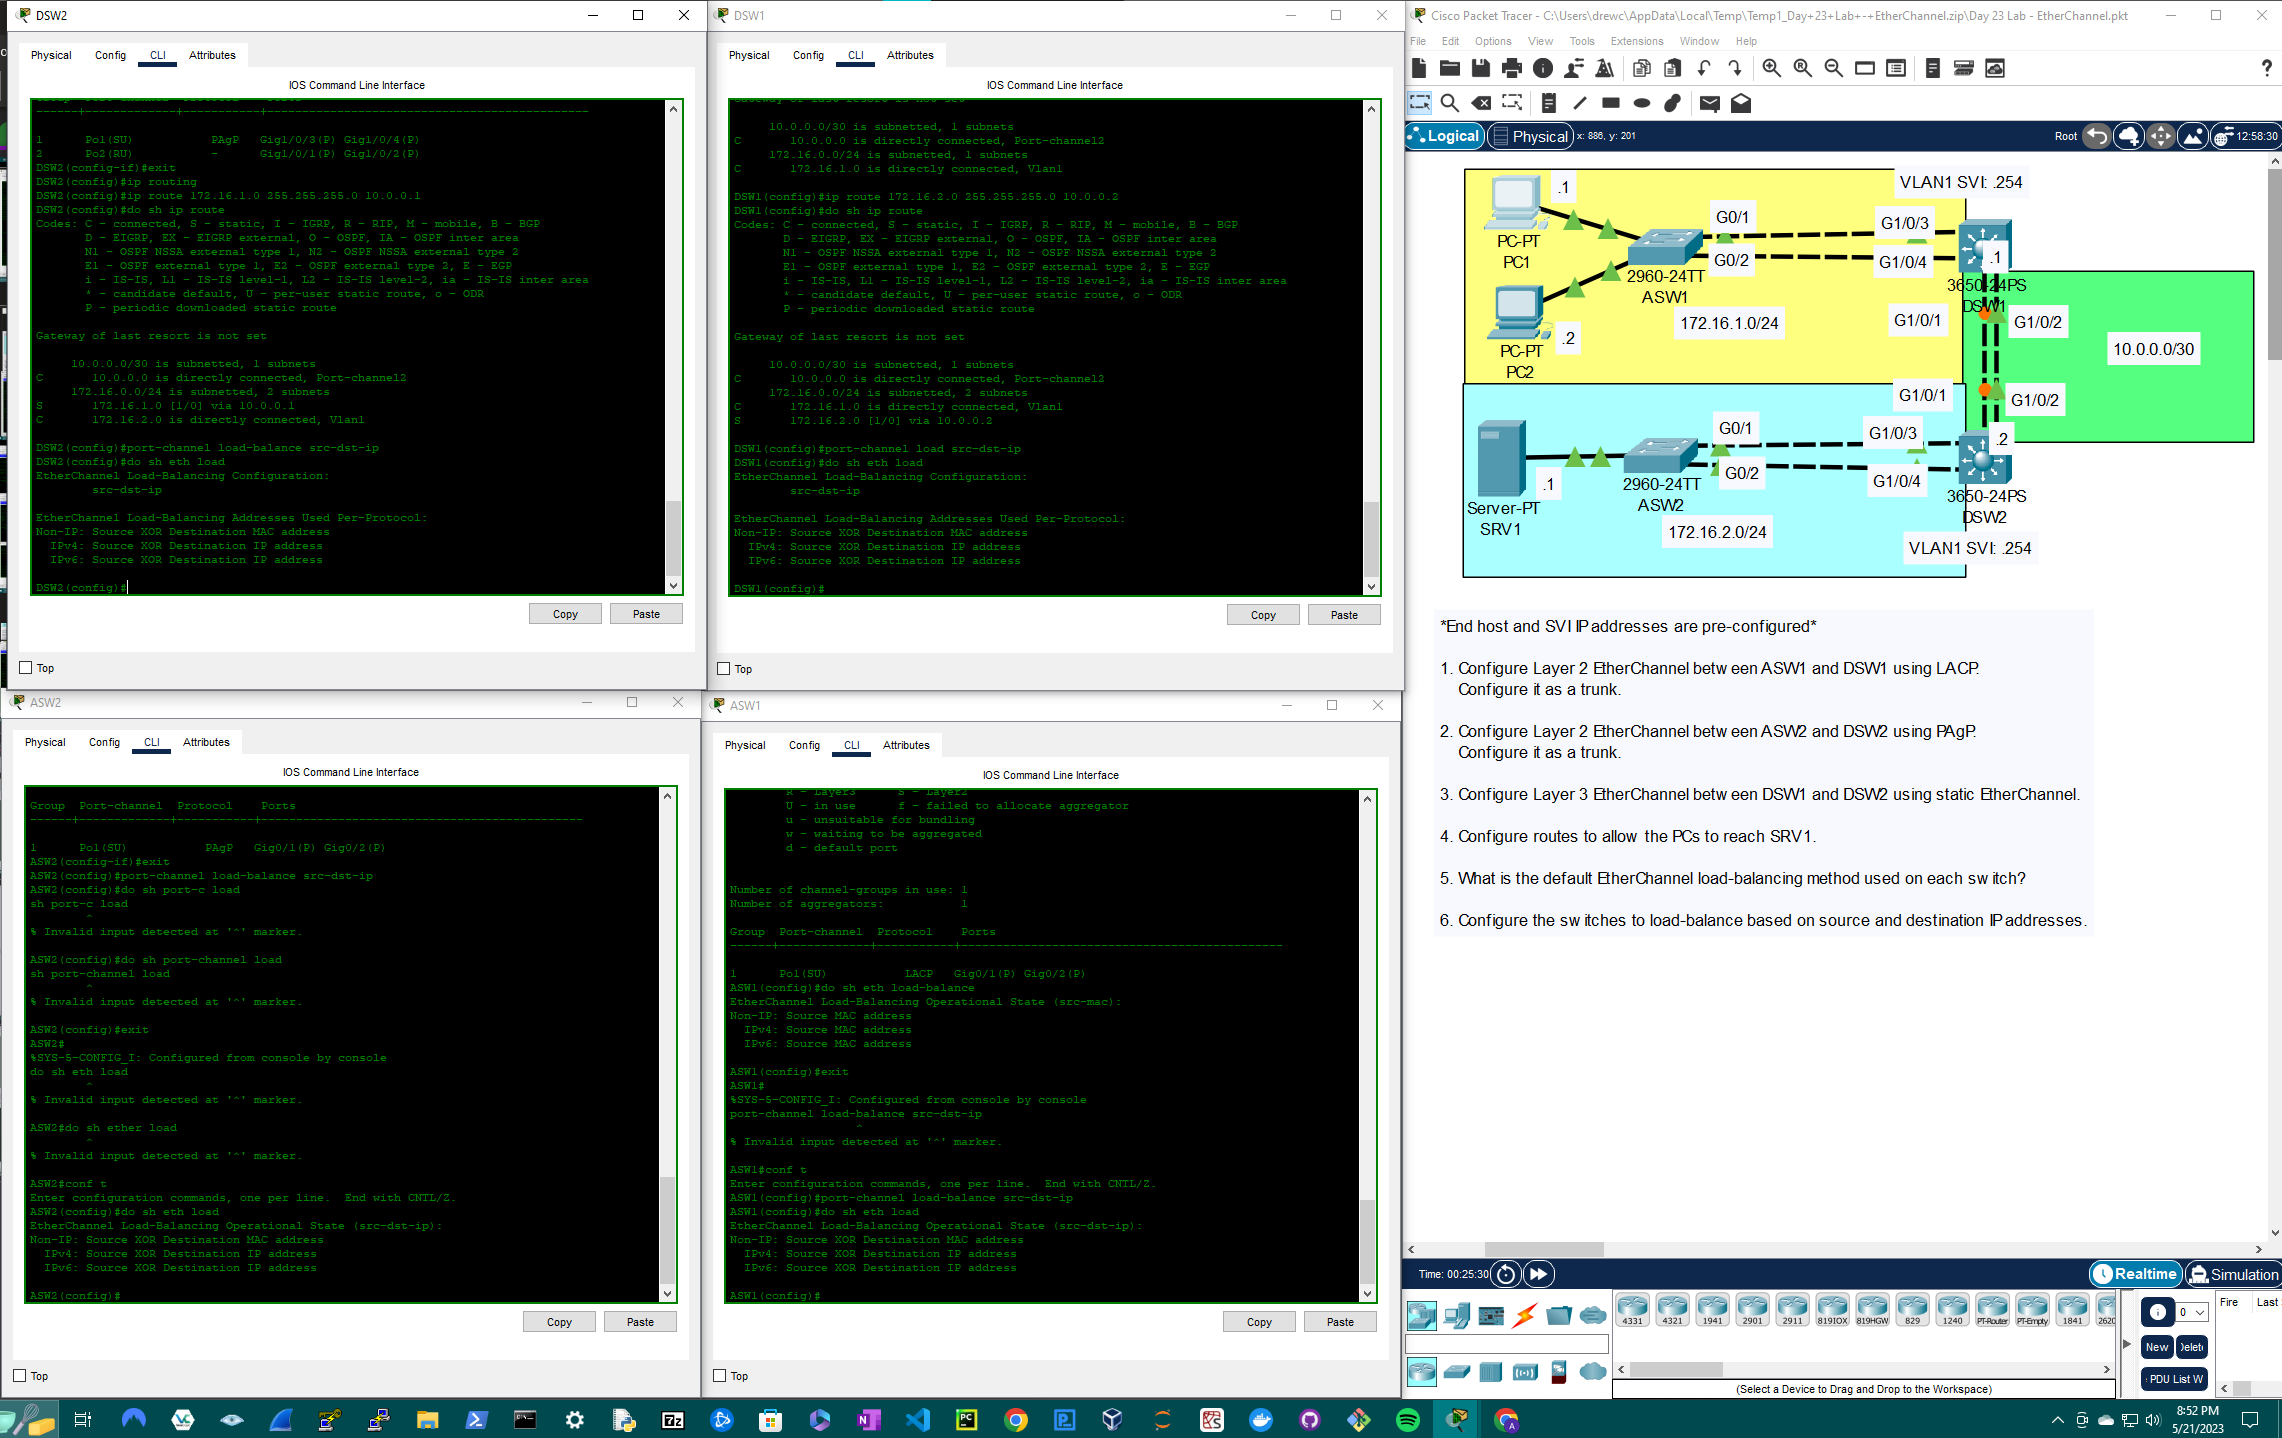 DSW2
Physical Config CLI Attributes
IOS Command Line Interface
1 Po1(SU) PAgP Gig1/0/3(P) Gig1/0/4(P)
2 Po2(RU) - Gig1/0/1(P) Gig1/0/2(P)
DSW2(config-if)#exit
DSW2(config)#ip routing
DSW2(config)#ip route 172.16.1.0 255.255.255.0 10.0.0.1
DSW2(config)#do sh ip route
Codes: C - connected, S - static, I - IGRP, R - RIP, M - mobile, B - BGP
D - EIGRP, EX - EIGRP external, O - OSPF, IA - OSPF inter area
N1 - OSPF NSSA external type 1, N2 - OSPF NSSA external type 2
E1 - OSPF external type 1, E2 - OSPF external type 2, E - EGP
i - IS-IS, L1 - IS-IS level-1, L2 - IS-IS level-2, ia - IS-IS inter area
* - candidate default, U - per-user static route, o - ODR
P - periodic downloaded static route
Gateway of last resort is not set
10.0.0.0/30 is subnetted, 1 subnets
C 10.0.0.0 is directly connected, Port-channel2
172.16.0.0/24 is subnetted, 2 subnets
S 172.16.1.0 [1/0] via 10.0.0.1
C 172.16.2.0 is directly connected, Vlan1
DSW2(config)#port-channel load-balance src-dst-ip
DSW2(config)#do sh eth load
EtherChannel Load-Balancing Configuration:
src-dst-ip
EtherChannel Load-Balancing Addresses Used Per-Protocol:
Non-IP: Source XOR Destination MAC address
IPv4: Source XOR Destination IP address
IPv6: Source XOR Destination IP address
DSW2(config)#
Copy Paste
Top
DSW1
Physical Config CLI Attributes
IOS Command Line Interface
Gateway of last resort is not set
10.0.0.0/30 is subnetted, 1 subnets
C 10.0.0.0 is directly connected, Port-channel2
172.16.0.0/24 is subnetted, 1 subnets
C 172.16.1.0 is directly connected, Vlan1
DSW1(config)#ip route 172.16.2.0 255.255.255.0 10.0.0.2
DSW1(config)#do sh ip route
Codes: C - connected, S - static, I - IGRP, R - RIP, M - mobile, B - BGP
D - EIGRP, EX - EIGRP external, O - OSPF, IA - OSPF inter area
N1 - OSPF NSSA external type 1, N2 - OSPF NSSA external type 2
E1 - OSPF external type 1, E2 - OSPF external type 2, E - EGP
i - IS-IS, L1 - IS-IS level-1, L2 - IS-IS level-2, ia - IS-IS inter area
* - candidate default, U - per-user static route, o - ODR
P - periodic downloaded static route
Gateway of last resort is not set
10.0.0.0/30 is subnetted, 1 subnets
C 10.0.0.0 is directly connected, Port-channel2
172.16.0.0/24 is subnetted, 2 subnets
C 172.16.1.0 is directly connected, Vlan1
S 172.16.2.0 [1/0] via 10.0.0.2
DSW1(config)#port-channel load src-dst-ip
DSW1(config)#do sh eth load
EtherChannel Load-Balancing Configuration:
src-dst-ip
EtherChannel Load-Balancing Addresses Used Per-Protocol:
Non-IP: Source XOR Destination MAC address
IPv4: Source XOR Destination IP address
IPv6: Source XOR Destination IP address
DSW1(config)#
Copy Paste
Top
ASW2
Physical Config CLI Attributes
IOS Command Line Interface
Group Port-channel Protocol Ports
------+-------------+-----------+----------------------------------------------
1 Po1(SU) PAgP Gig0/1(P) Gig0/2(P)
ASW2(config-if)#exit
ASW2(config)#port-channel load-balance src-dst-ip
ASW2(config)#do sh port-c load
sh port-c load
^
% Invalid input detected at '^' marker.
ASW2(config)#do sh port-channel load
sh port-channel load
^
% Invalid input detected at '^' marker.
ASW2(config)#exit
ASW2#
%SYS-5-CONFIG_I: Configured from console by console
do sh eth load
^
% Invalid input detected at '^' marker.
ASW2#do sh ether load
^
% Invalid input detected at '^' marker.
ASW2#conf t
Enter configuration commands, one per line. End with CNTL/Z.
ASW2(config)#do sh eth load
EtherChannel Load-Balancing Operational State (src-dst-ip):
Non-IP: Source XOR Destination MAC address
IPv4: Source XOR Destination IP address
IPv6: Source XOR Destination IP address
ASW2(config)#
Copy Paste
Top
ASW1
Physical Config CLI Attributes
IOS Command Line Interface
R - Layer3 S - Layer2
U - in use f - failed to allocate aggregator
u - unsuitable for bundling
w - waiting to be aggregated
d - default port
Number of channel-groups in use: 1
Number of aggregators: 1
Group Port-channel Protocol Ports
------+-------------+-----------+----------------------------------------------
1 Po1(SU) LACP Gig0/1(P) Gig0/2(P)
ASW1(config)#do sh eth load-balance
EtherChannel Load-Balancing Operational State (src-mac):
Non-IP: Source MAC address
IPv4: Source MAC address
IPv6: Source MAC address
ASW1(config)#exit
ASW1#
%SYS-5-CONFIG_I: Configured from console by console
port-channel load-balance src-dst-ip
^
% Invalid input detected at '^' marker.
ASW1#conf t
Enter configuration commands, one per line. End with CNTL/Z.
ASW1(config)#port-channel load-balance src-dst-ip
ASW1(config)#do sh eth load
EtherChannel Load-Balancing Operational State (src-dst-ip):
Non-IP: Source XOR Destination MAC address
IPv4: Source XOR Destination IP address
IPv6: Source XOR Destination IP address
ASW1(config)#
Copy Paste
Top
Cisco Packet Tracer - C:\Users\drewc\AppData\Local\Temp\Temp1_Day+23+Lab+-+EtherChannel.zip\Day 23 Lab - EtherChannel.pkt
File Edit Options View Tools Extensions Window Help
Logical Physical x: 886, y: 201
Root 12:58:30
VLAN1 SVI: .254
.1
PC-PT
PC1
G0/1
G0/2
G1/0/3
G1/0/4
2960-24TT
ASW1
.1
3650-24PS
DSW1
172.16.1.0/24
G1/0/1
G1/0/2
.2
PC-PT
PC2
10.0.0.0/30
G1/0/1
G1/0/2
G0/1
G0/2
G1/0/3
G1/0/4
.2
.1
2960-24TT
ASW2
3650-24PS
DSW2
Server-PT
SRV1
172.16.2.0/24
VLAN1 SVI: .254
*End host and SVI IP addresses are pre-configured*
1. Configure Layer 2 EtherChannel between ASW1 and DSW1 using LACP.
Configure it as a trunk.
2. Configure Layer 2 EtherChannel between ASW2 and DSW2 using PAgP.
Configure it as a trunk.
3. Configure Layer 3 EtherChannel between DSW1 and DSW2 using static EtherChannel.
4. Configure routes to allow the PCs to reach SRV1.
5. What is the default EtherChannel load-balancing method used on each switch?
6. Configure the switches to load-balance based on source and destination IP addresses.
Time: 00:25:30
Realtime Simulation
4331 4321 1941 2901 2911 819IOX 819HGW 829 1240 PT-Router PT-Empty 1841 2620
(Select a Device to Drag and Drop to the Workspace)
0
Fire Last
New Delete
PDU List W
8:52 PM
5/21/2023